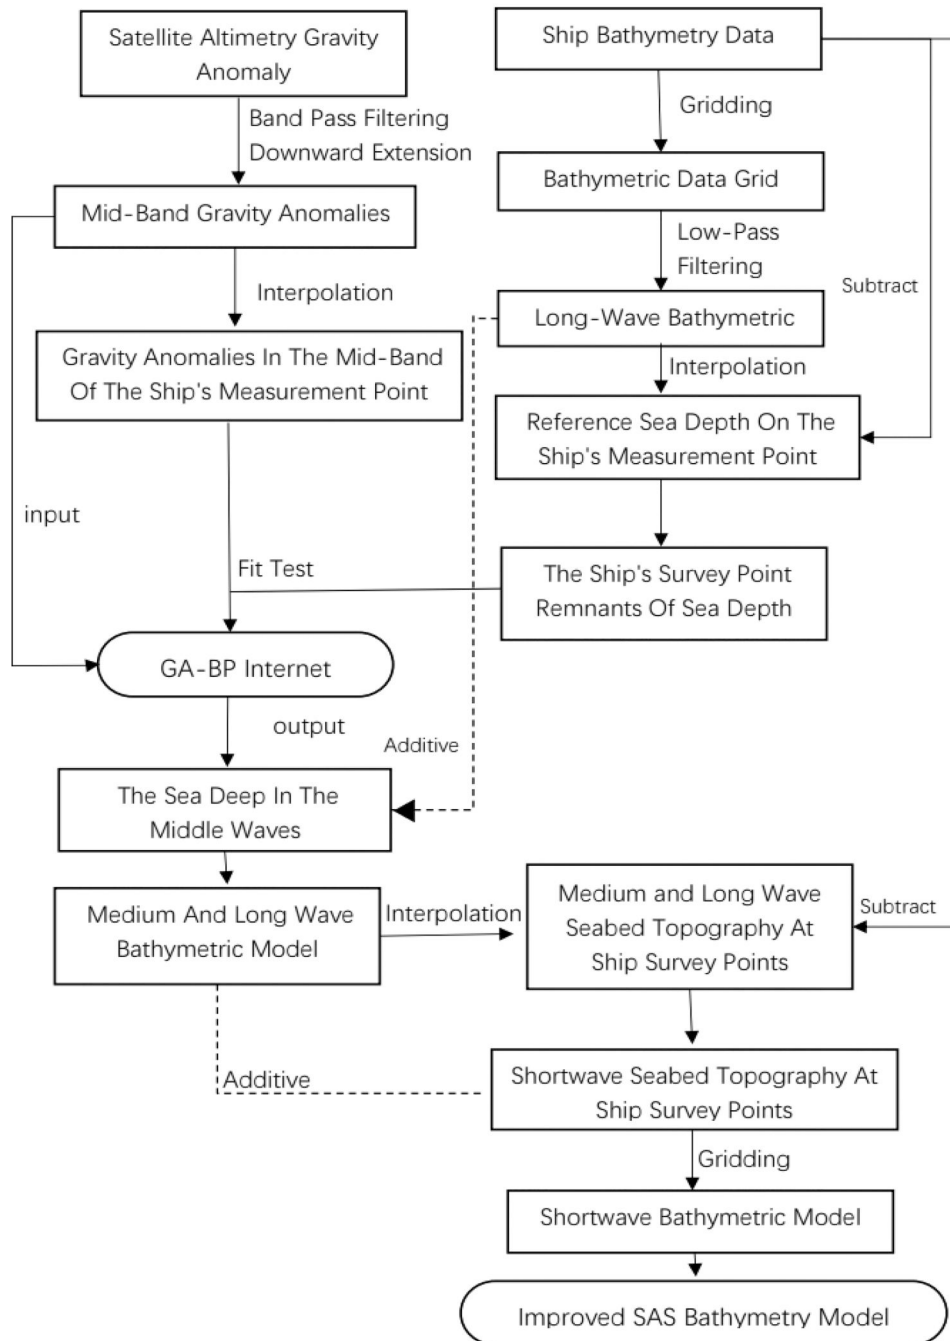 Satellite Altimetry Gravity
Anomaly
Ship Bathymetry Data
Band Pass Filtering
Downward Extension
Gridding
Mid-Band Gravity Anomalies
Bathymetric Data Grid
Low-Pass
Filtering
Subtract
Interpolation
Long-Wave Bathymetric
Gravity Anomalies In The Mid-Band
Of The Ship's Measurement Point
Interpolation
Reference Sea Depth On The
Ship's Measurement Point
input
Fit Test
The Ship's Survey Point
Remnants Of Sea Depth
GA-BP Internet
output
Additive
The Sea Deep In The
Middle Waves
Medium And Long Wave
Bathymetric Model
Interpolation
Medium and Long Wave
Seabed Topography At
Ship Survey Points
Subtract
Additive
Shortwave Seabed Topography At
Ship Survey Points
Gridding
Shortwave Bathymetric Model
Improved SAS Bathymetry Model